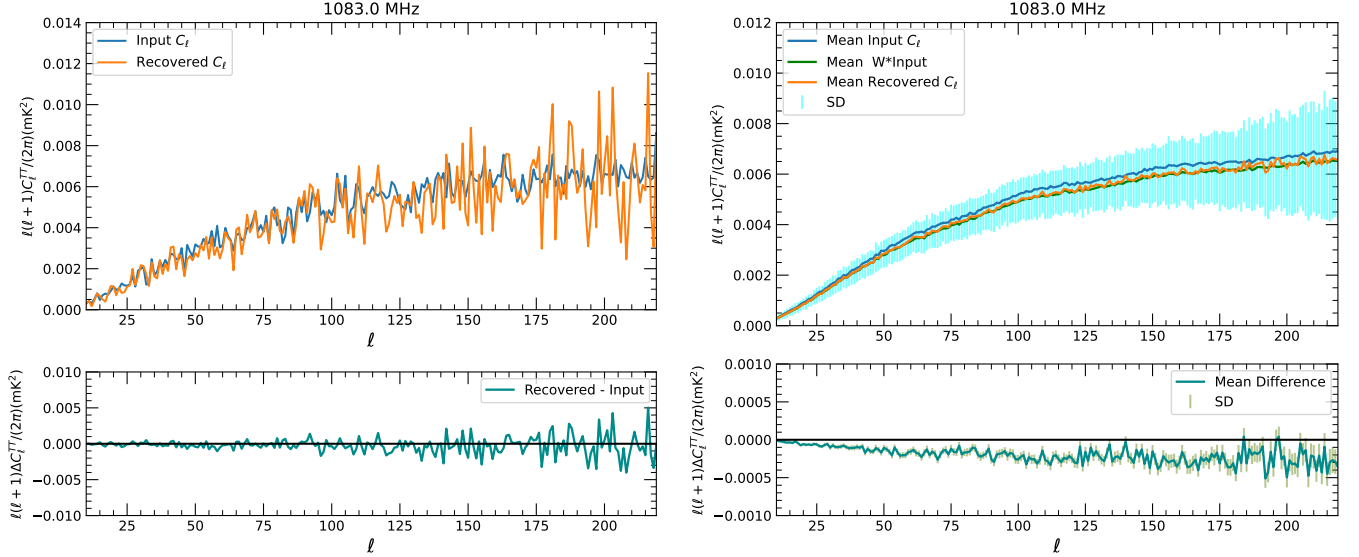 1083.0 MHz
ℓ(ℓ + 1)C_ℓ^{TT}/(2π)(mK²)
0.014
0.012
0.010
0.008
0.006
0.004
0.002
0.000
Input C_ℓ
Recovered C_ℓ
25 50 75 100 125 150 175 200
ℓ
ℓ(ℓ + 1)ΔC_ℓ^{TT}/(2π)(mK²)
0.010
0.005
0.000
−0.005
−0.010
Recovered - Input
25 50 75 100 125 150 175 200
ℓ
1083.0 MHz
ℓ(ℓ + 1)C_ℓ^{TT}/(2π)(mK²)
0.012
0.010
0.008
0.006
0.004
0.002
0.000
Mean Input C_ℓ
Mean W*Input
Mean Recovered C_ℓ
SD
25 50 75 100 125 150 175 200
ℓ
ℓ(ℓ + 1)ΔC_ℓ^{TT}/(2π)(mK²)
0.0010
0.0005
0.0000
−0.0005
−0.0010
Mean Difference
SD
25 50 75 100 125 150 175 200
ℓ